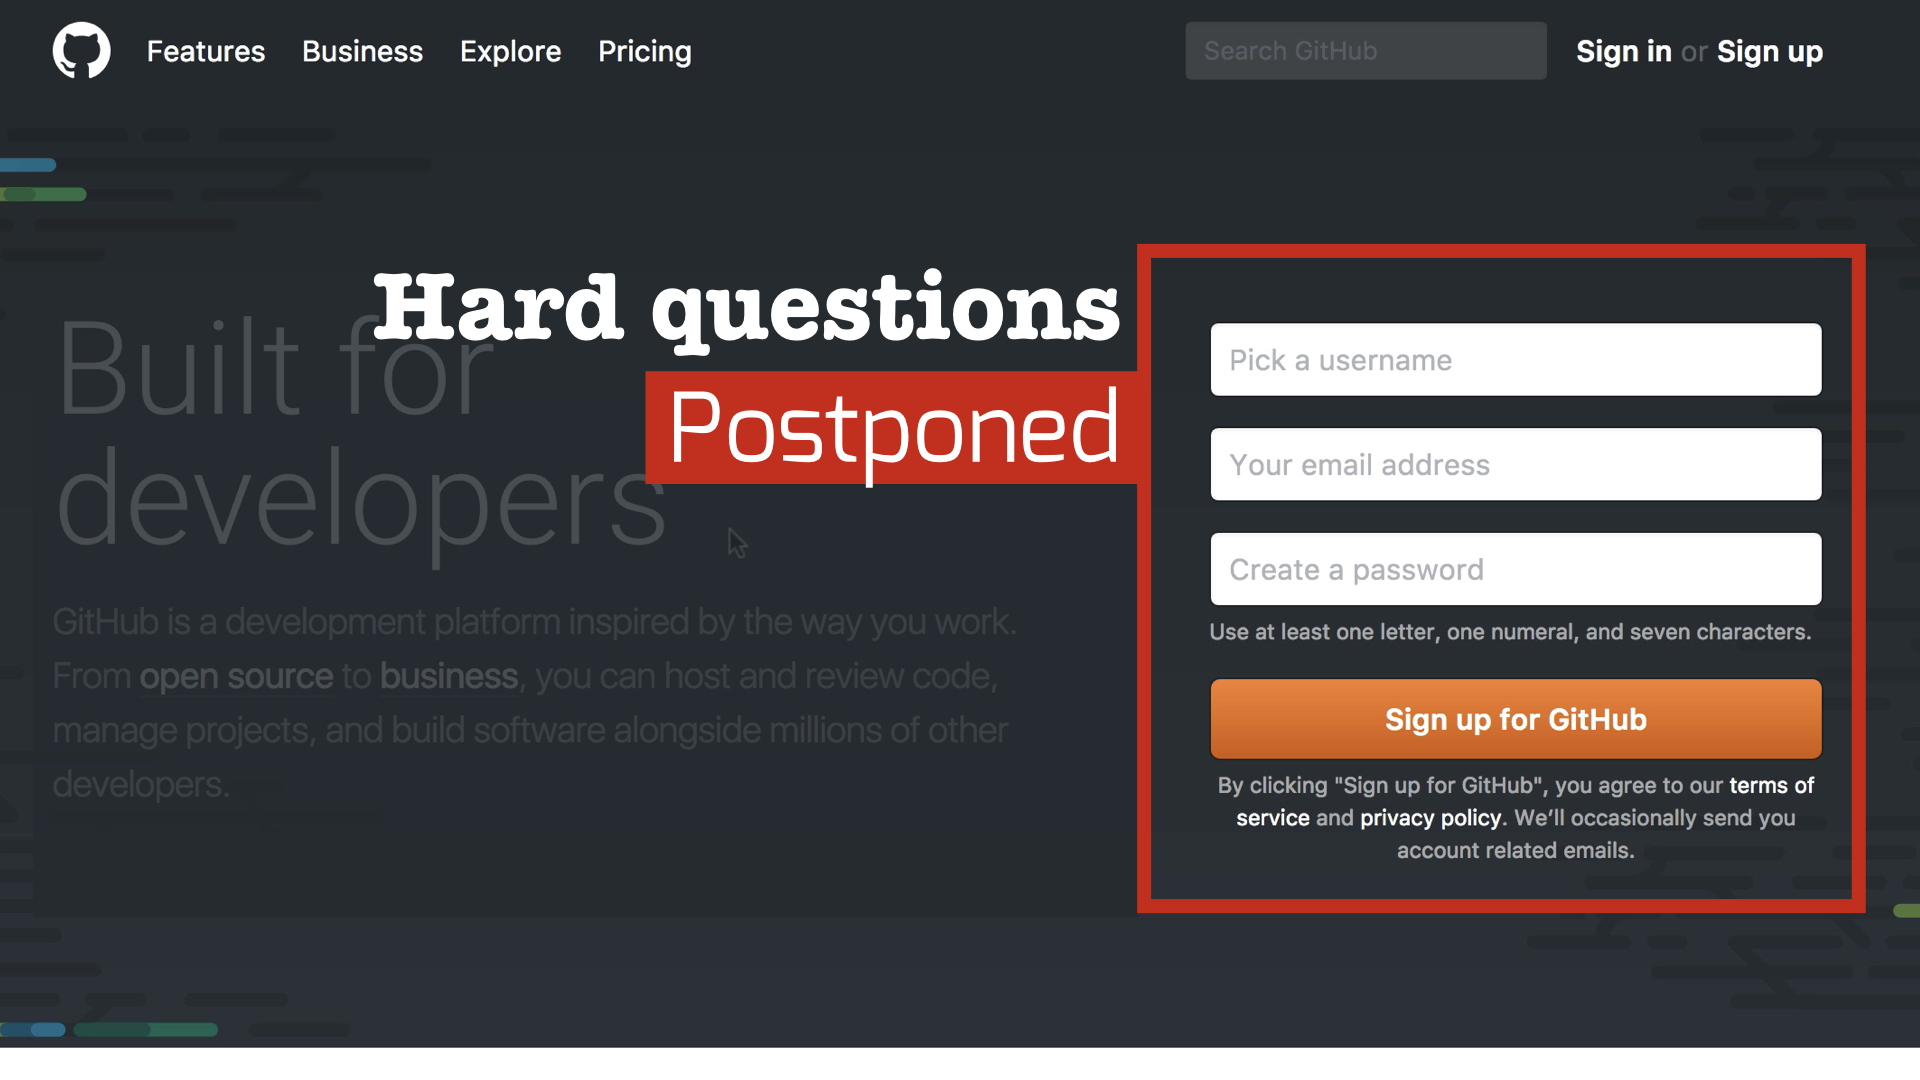 Features Business Explore Pricing Search GitHub Sign in or Sign up
Hard questions
Postponed
Built for
developers
GitHub is a development platform inspired by the way you work.
From open source to business, you can host and review code,
manage projects, and build software alongside millions of other
developers.
Pick a username
Your email address
Create a password
Use at least one letter, one numeral, and seven characters.
Sign up for GitHub
By clicking "Sign up for GitHub", you agree to our terms of
service and privacy policy. We’ll occasionally send you
account related emails.